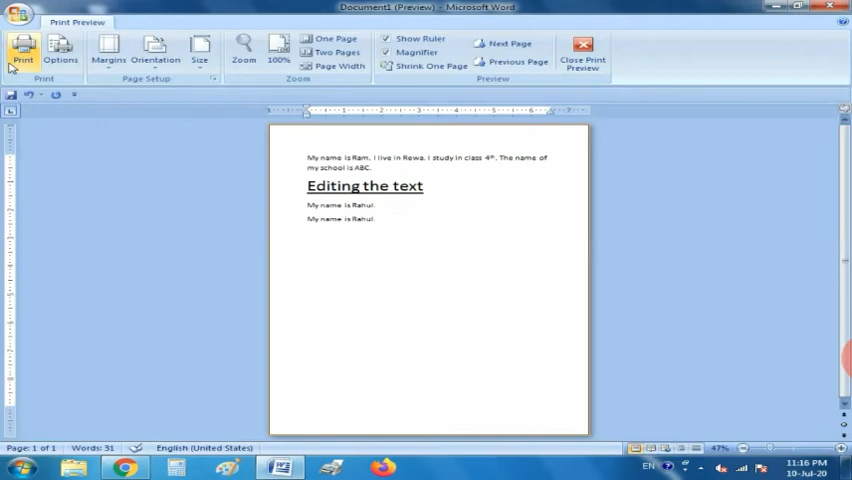 Document1 (Preview) - Microsoft Word
Print Preview
Print
Options
Margins
Orientation
Size
Zoom
100%
One Page
Two Pages
Page Width
Show Ruler
Magnifier
Shrink One Page
Next Page
Previous Page
Close Print
Preview
Print
Page Setup
Zoom
Preview
My name is Ram. I live in Rewa. I study in class 4th. The name of
my school is ABC.
Editing the text
My name is Rahul.
My name is Rahul.
Page: 1 of 1
Words: 31
English (United States)
47%
EN
11:16 PM
10-Jul-20